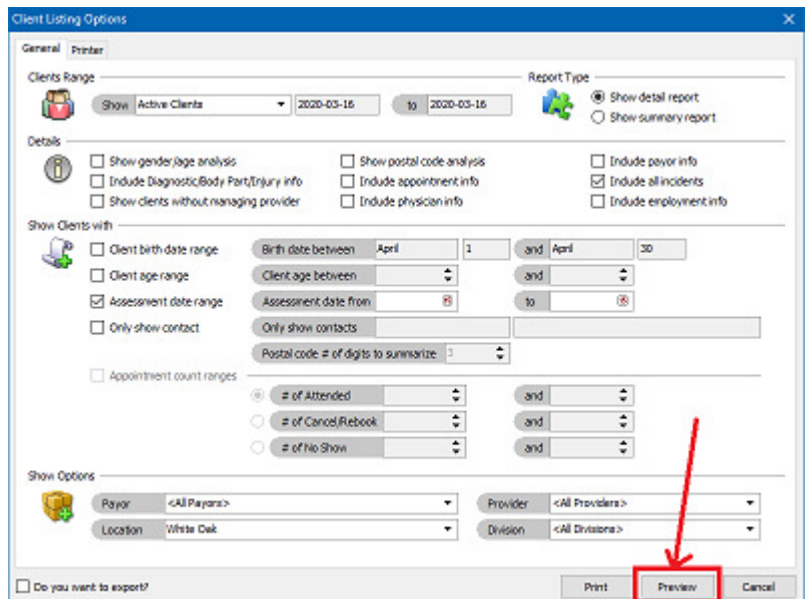 Client Listing Options
General Printer
Clients Range
Report Type
Show Active Clients 2020-03-16 to 2020-03-16
Show detail report
Show summary report
Details
Show gender/age analysis Show postal code analysis Include payor info
Include Diagnostic/Body Part/Injury info Include appointment info Include all incidents
Show clients without managing provider Include physician info Include employment info
Show Clients with
Client birth date range Birth date between April 1 and April 30
Client age range Client age between and
Assessment date range Assessment date from to
Only show contact Only show contacts
Postal code # of digits to summarize 3
Appointment count ranges
# of Attended and
# of Cancel/Rebook and
# of No Show and
Show Options
Payor <All Payors> Provider <All Providers>
Location White Oak Division <All Divisions>
Do you want to export? Print Preview Cancel